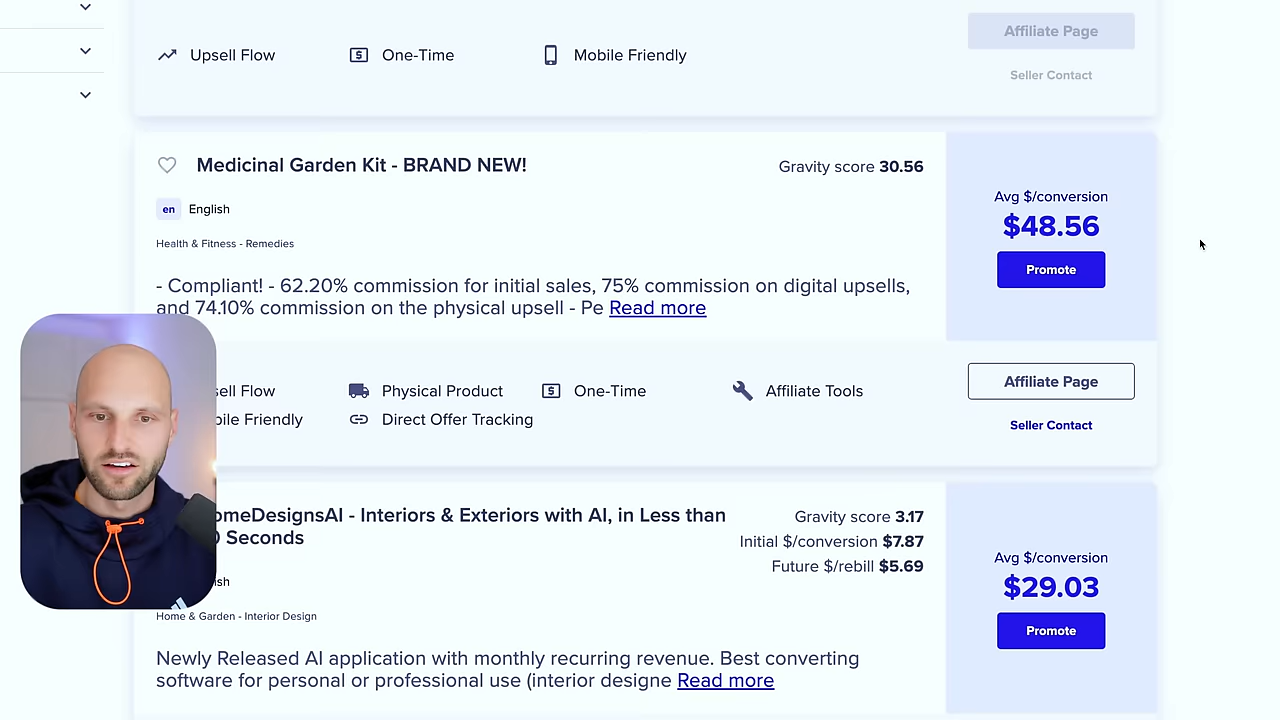 Upsell Flow
One-Time
Mobile Friendly
Affiliate Page
Seller Contact
Medicinal Garden Kit - BRAND NEW!
Gravity score 30.56
en English
Health & Fitness - Remedies
- Compliant! - 62.20% commission for initial sales, 75% commission on digital upsells,
and 74.10% commission on the physical upsell - Pe Read more
Avg $/conversion
$48.56
Promote
Flow
Physical Product
One-Time
Affiliate Tools
Friendly
Direct Offer Tracking
Affiliate Page
Seller Contact
omeDesignsAI - Interiors & Exteriors with AI, in Less than
Seconds
Gravity score 3.17
Initial $/conversion $7.87
Future $/rebill $5.69
Home & Garden - Interior Design
Newly Released AI application with monthly recurring revenue. Best converting
software for personal or professional use (interior designe Read more
Avg $/conversion
$29.03
Promote